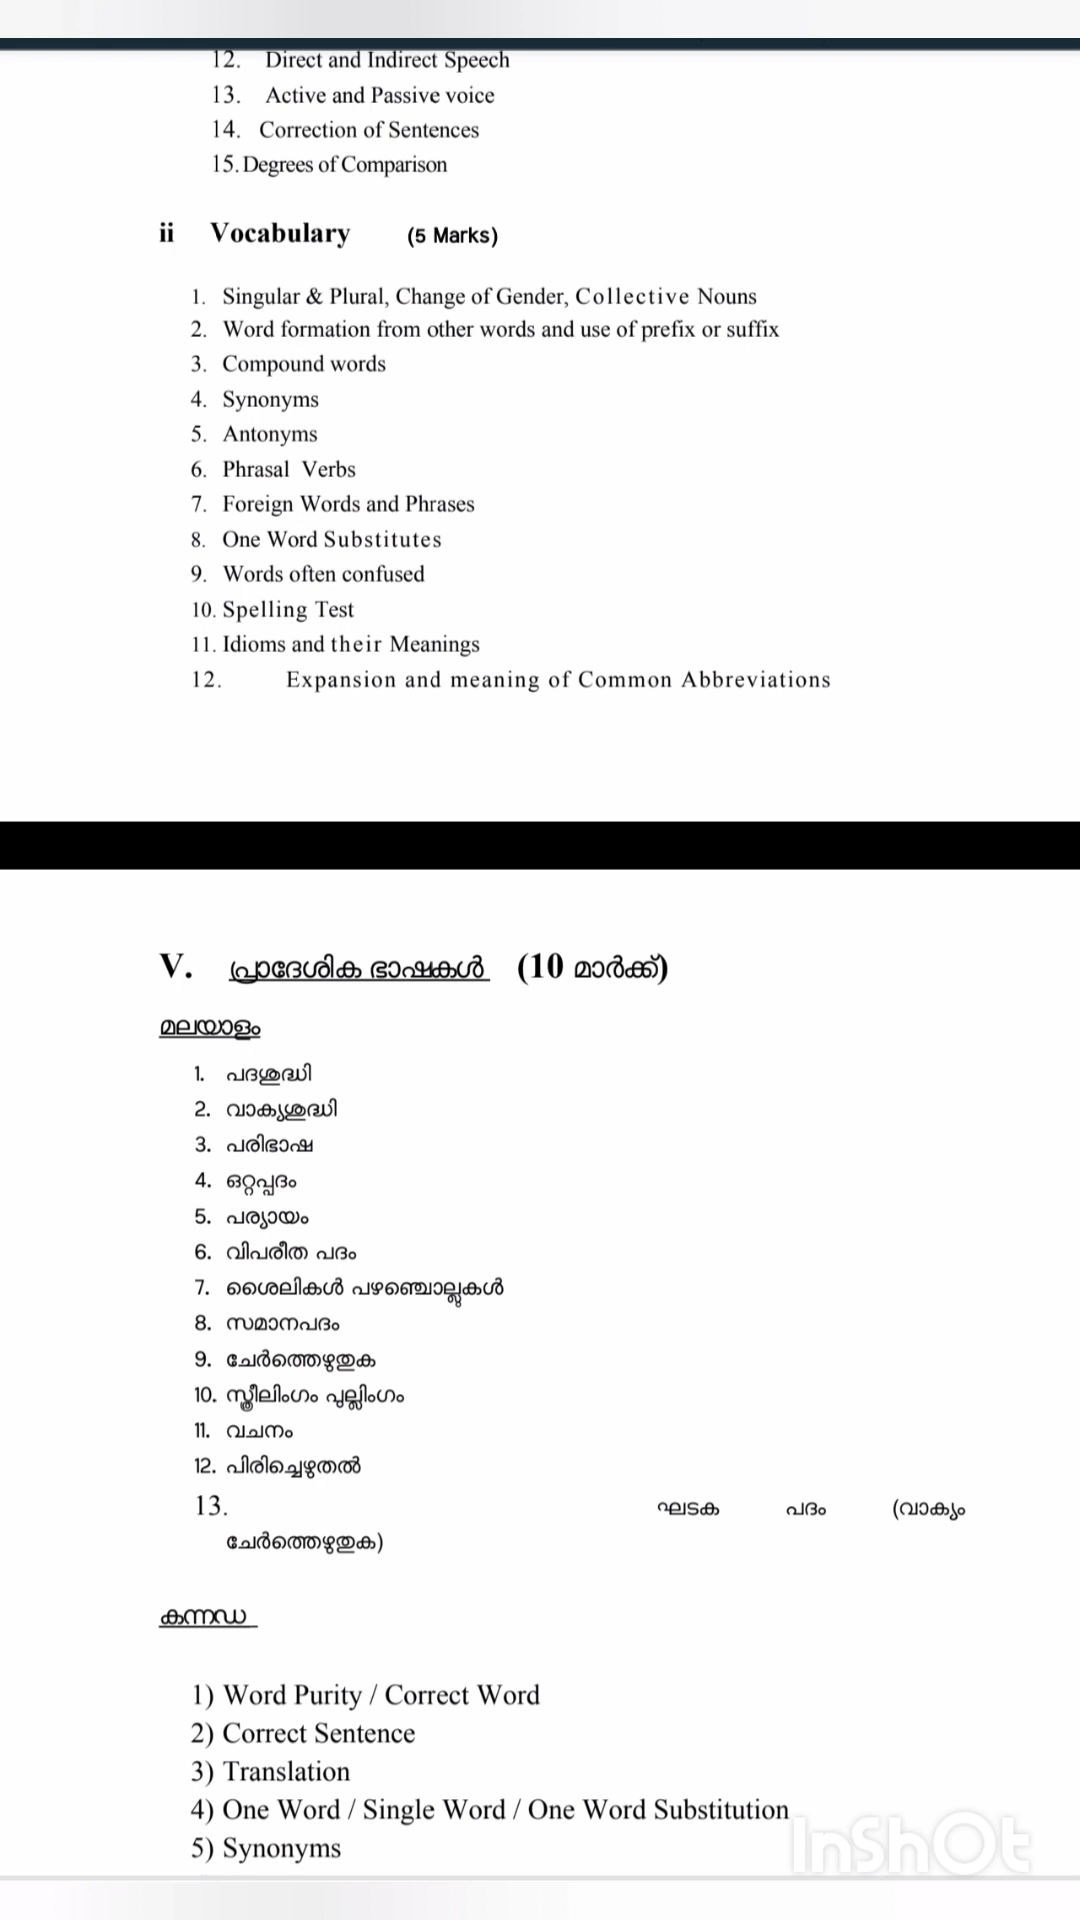 12. Direct and Indirect Speech
13. Active and Passive voice
14. Correction of Sentences
15. Degrees of Comparison
ii Vocabulary (5 Marks)
1. Singular & Plural, Change of Gender, Collective Nouns
2. Word formation from other words and use of prefix or suffix
3. Compound words
4. Synonyms
5. Antonyms
6. Phrasal Verbs
7. Foreign Words and Phrases
8. One Word Substitutes
9. Words often confused
10. Spelling Test
11. Idioms and their Meanings
12. Expansion and meaning of Common Abbreviations
V. പ്രാദേശിക ഭാഷകൾ (10 മാർക്ക്)
മലയാളം
1. പദശുദ്ധി
2. വാക്യശുദ്ധി
3. പരിഭാഷ
4. ഒറ്റപ്പദം
5. പര്യായം
6. വിപരീത പദം
7. ശൈലികൾ പഴഞ്ചൊല്ലുകൾ
8. സമാനപദം
9. ചേർത്തെഴുതുക
10. സ്ത്രീലിംഗം പുല്ലിംഗം
11. വചനം
12. പിരിച്ചെഴുതൽ
13. ഘടക പദം (വാക്യം
ചേർത്തെഴുതുക)
കന്നഡ
1) Word Purity / Correct Word
2) Correct Sentence
3) Translation
4) One Word / Single Word / One Word Substitution
5) Synonyms
InShOt